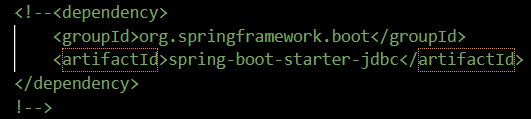 <!--<dependency>
<groupId>org.springframework.boot</groupId>
<artifactId>spring-boot-starter-jdbc</artifactId>
</dependency>
!-->